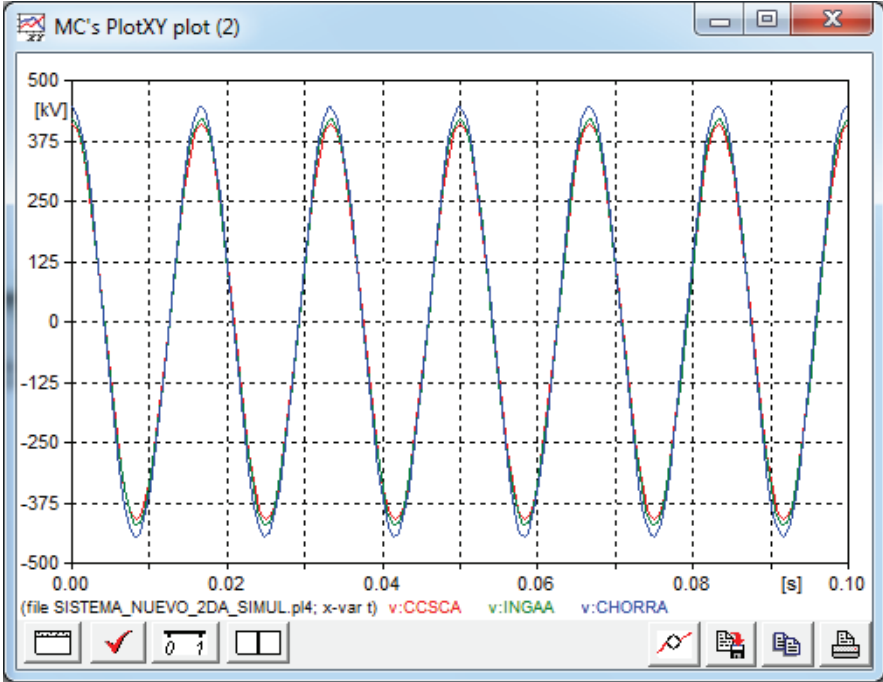 MC's PlotXY plot (2)
500
[kV]
375
250
125
0
-125
-250
-375
-500
0.00 0.02 0.04 0.06 0.08 [s] 0.10
(file SISTEMA_NUEVO_2DA_SIMUL.pl4; x-var t) v:CCSCA v:INGAA v:CHORRA
0 1